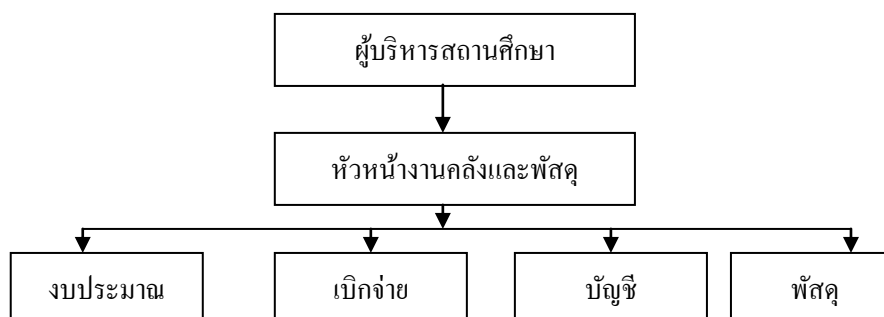 ผู้บริหารสถานศึกษา
หัวหน้างานคลังและพัสดุ
งบประมาณ
เบิกจ่าย
บัญชี
พัสดุ